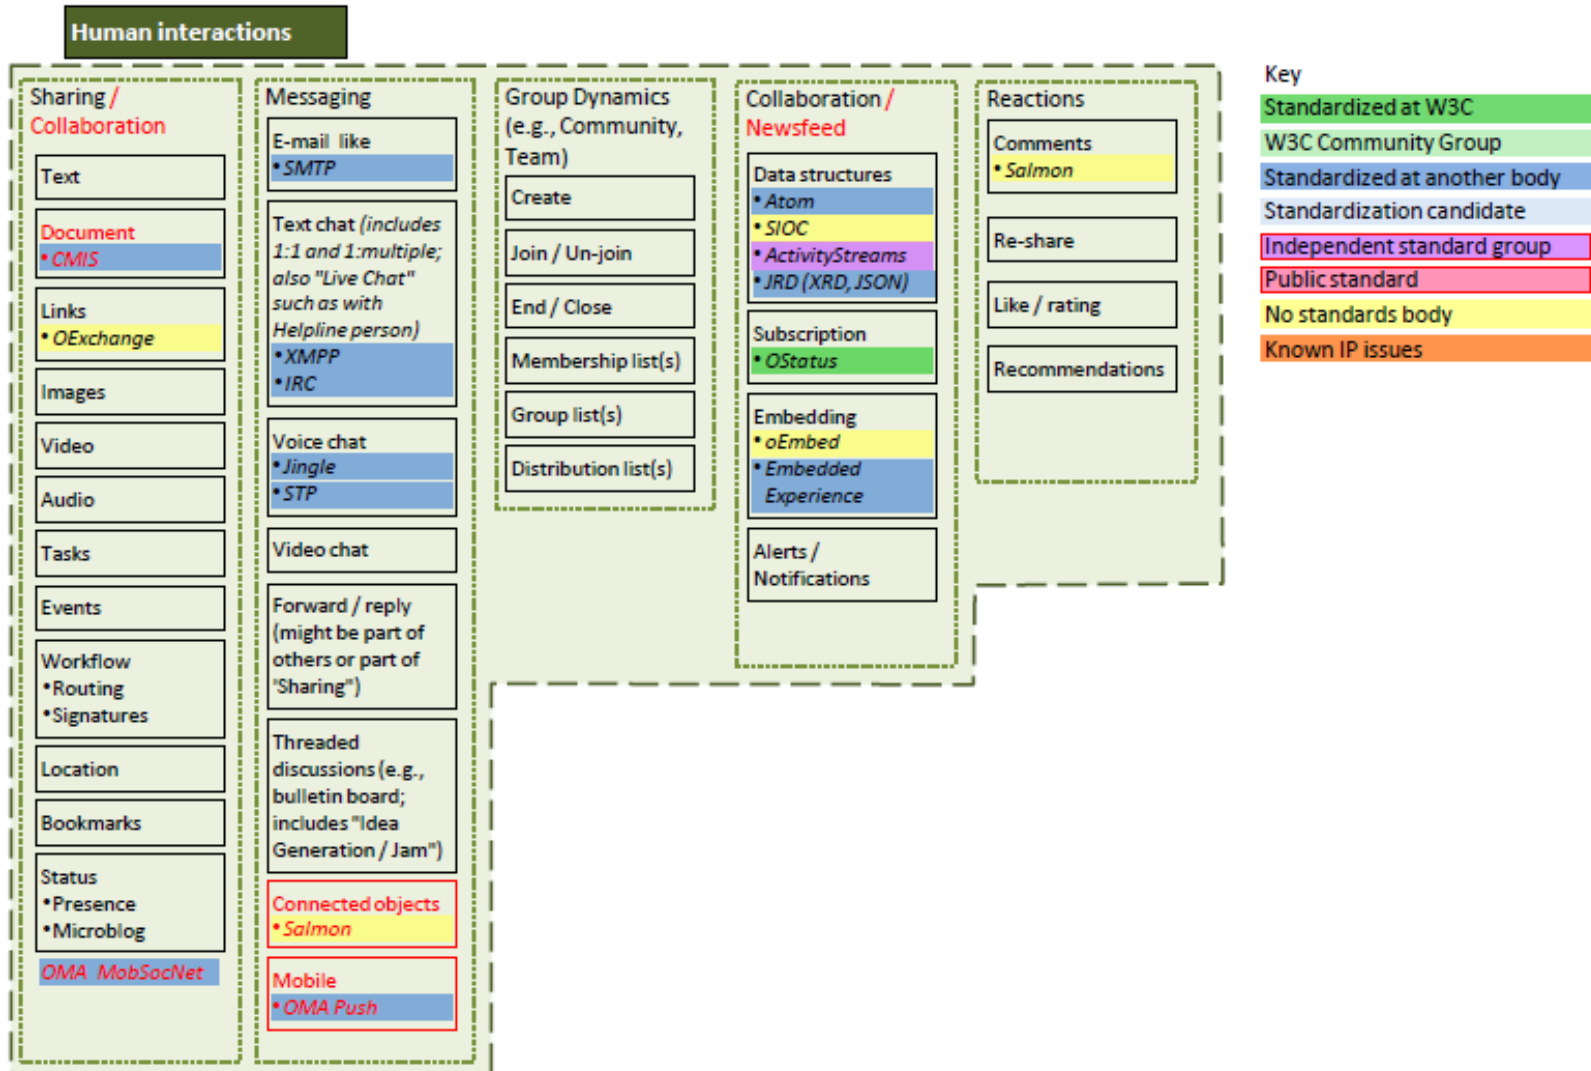 Human interactions
Sharing /
Collaboration
Text
Document
• CMIS
Links
• OExchange
Images
Video
Audio
Tasks
Events
Workflow
• Routing
• Signatures
Location
Bookmarks
Status
• Presence
• Microblog
OMA MobSocNet
Messaging
E-mail like
• SMTP
Text chat (includes
1:1 and 1:multiple;
also "Live Chat"
such as with
Helpline person)
• XMPP
• IRC
Voice chat
• Jingle
• STP
Video chat
Forward / reply
(might be part of
others or part of
"Sharing")
Threaded
discussions (e.g.,
bulletin board;
includes "Idea
Generation / Jam")
Connected objects
• Salmon
Mobile
• OMA Push
Group Dynamics
(e.g., Community,
Team)
Create
Join / Un-join
End / Close
Membership list(s)
Group list(s)
Distribution list(s)
Collaboration /
Newsfeed
Data structures
• Atom
• SIOC
• ActivityStreams
• JRD (XRD, JSON)
Subscription
• OStatus
Embedding
• oEmbed
• Embedded
Experience
Alerts /
Notifications
Reactions
Comments
• Salmon
Re-share
Like / rating
Recommendations
Key
Standardized at W3C
W3C Community Group
Standardized at another body
Standardization candidate
Independent standard group
Public standard
No standards body
Known IP issues